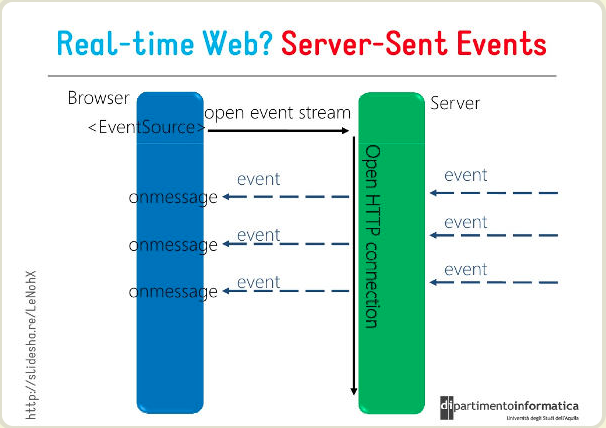 Real-time Web? Server-Sent Events
Browser
Server
<EventSource>
open event stream
Open HTTP connection
event
event
onmessage
event
event
onmessage
event
event
onmessage
http://slidesha.re/LeNohX
dipartimentoinformatica
Università degli Studi dell'Aquila